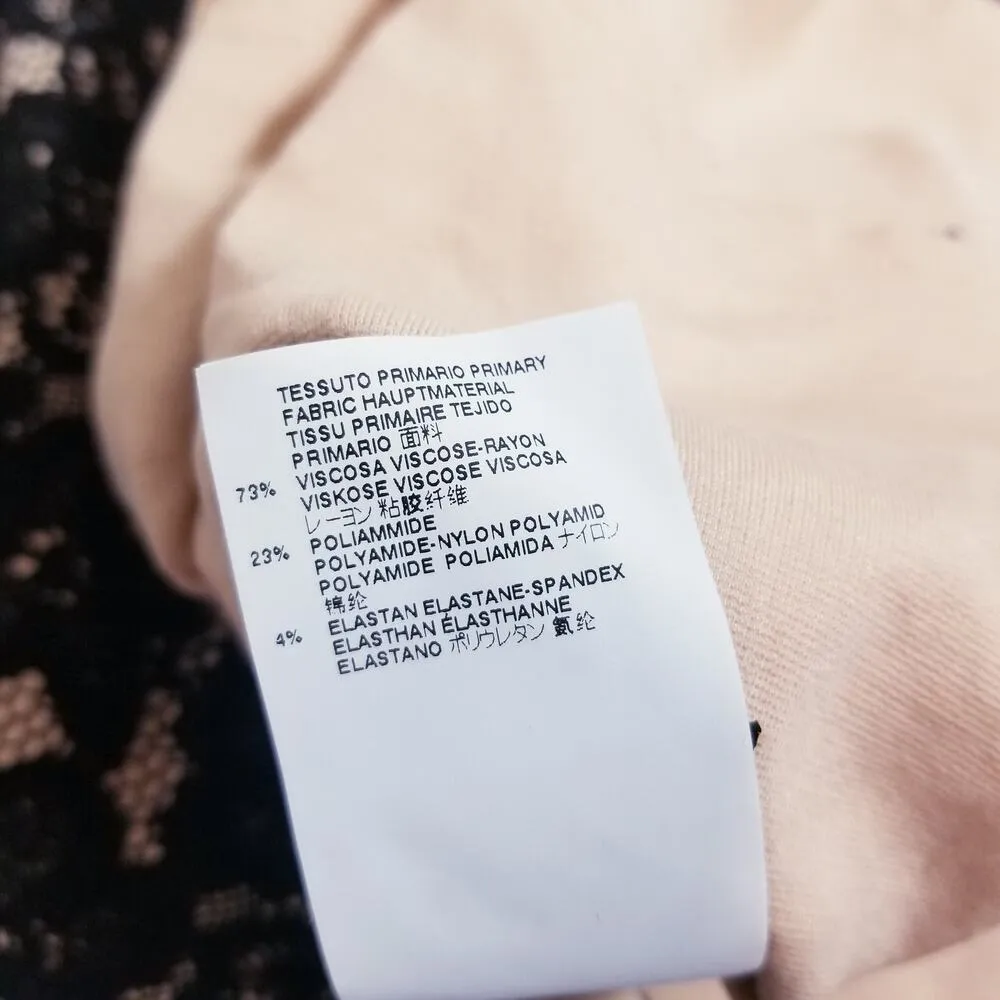 TESSUTO PRIMARIO PRIMARY
FABRIC HAUPTMATERIAL
TISSU PRIMAIRE TEJIDO
PRIMARIO 面料
73% VISCOSA VISCOSE-RAYON
VISKOSE VISCOSE VISCOSA
レーヨン 粘胶纤维
23% POLIAMMIDE
POLYAMIDE-NYLON POLYAMID
POLYAMIDE POLIAMIDA ナイロン
锦纶
4% ELASTAN ELASTANE-SPANDEX
ELASTHAN ÉLASTHANNE
ELASTANO ポリウレタン 氨纶